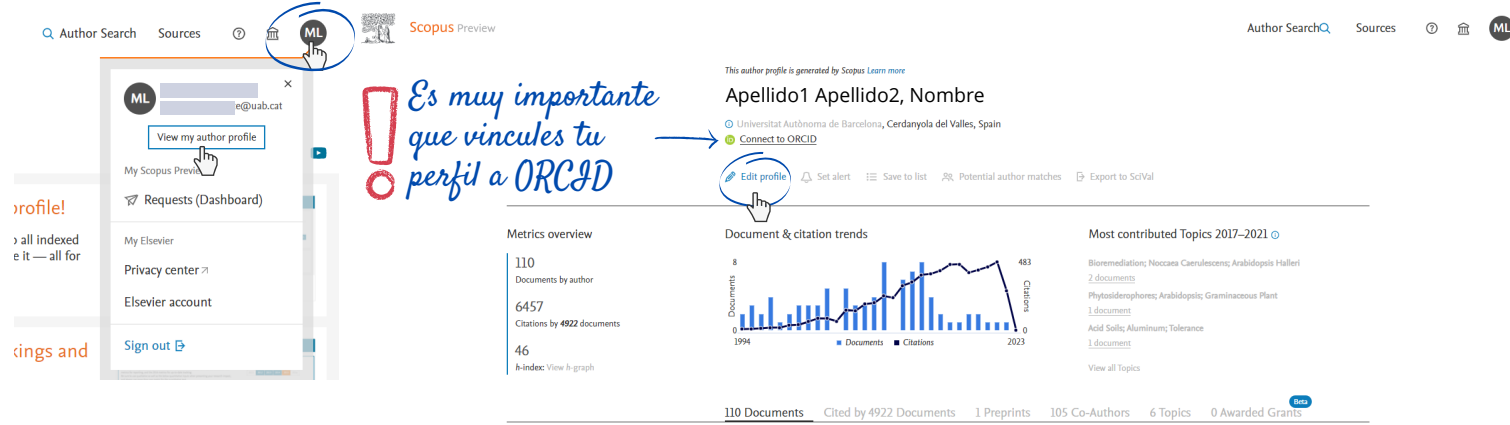 Author Search Sources ? ML
ML
e@uab.cat
View my author profile
My Scopus
Requests (Dashboard)
My Elsevier
Privacy center
Elsevier account
Sign out
profile!
all indexed
e it — all for
kings and
Scopus Preview
Author Search Sources ? ML
!
Es muy importante
que vincules tu
perfil a ORCID
This author profile is generated by Scopus Learn more
Apellido1 Apellido2, Nombre
Universitat Autònoma de Barcelona, Cerdanyola del Valles, Spain
iD Connect to ORCID
Edit profile Set alert Save to list Potential author matches Export to SciVal
Metrics overview
110
Documents by author
6457
Citations by 4922 documents
46
h-index: View h-graph
Document & citation trends
8 483
Documents Citations
0 0
1994 2023
Documents Citations
Most contributed Topics 2017–2021
Bioremediation; Noccaea Caerulescens; Arabidopsis Halleri
2 documents
Phytosiderophores; Arabidopsis; Graminaceous Plant
1 document
Acid Soils; Aluminum; Tolerance
1 document
View all Topics
Beta
110 Documents Cited by 4922 Documents 1 Preprints 105 Co-Authors 6 Topics 0 Awarded Grants